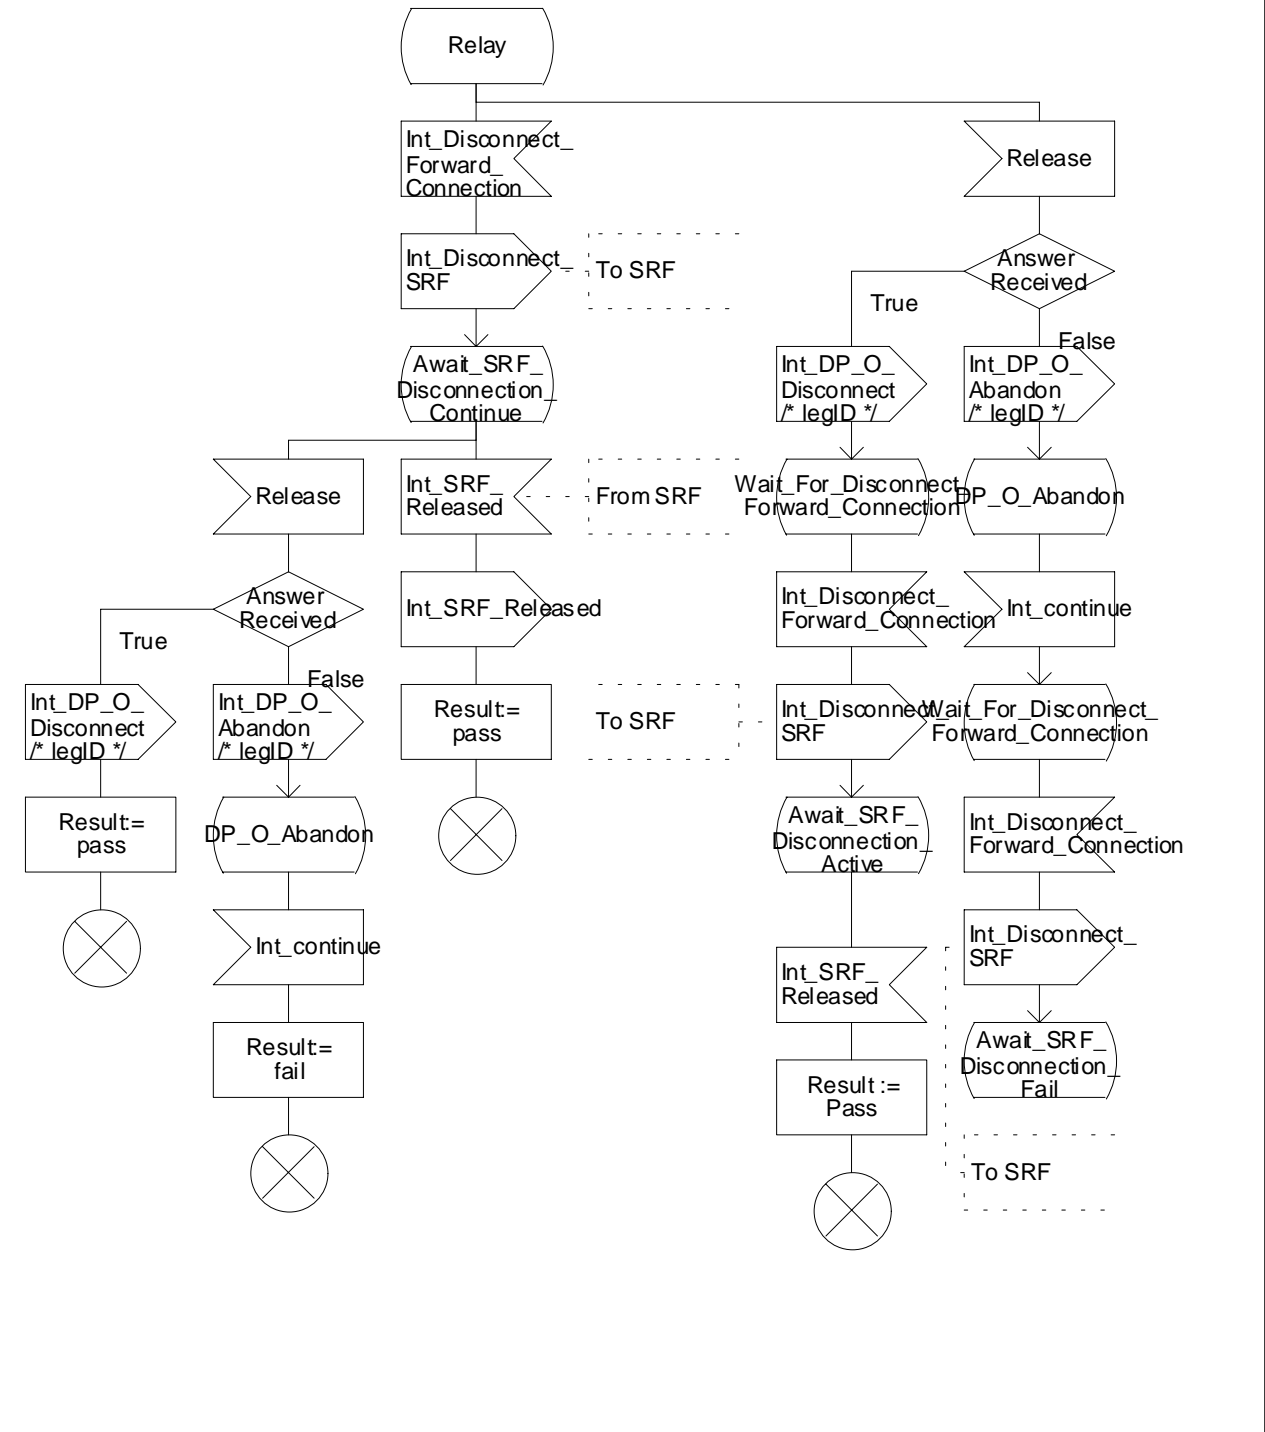 Relay
Int_Disconnect_
Forward_
Connection
Release
Int_Disconnect_
SRF
To SRF
Answer
Received
True
False
Await_SRF_
Disconnection_
Continue
Int_DP_O_
Disconnect
/* legID */
Int_DP_O_
Abandon
/* legID */
Release
Int_SRF_
Released
From SRF
Wait_For_Disconnect_
Forward_Connection
DP_O_Abandon
Answer
Received
True
False
Int_SRF_Released
Int_Disconnect_
Forward_Connection
Int_continue
Int_DP_O_
Disconnect
/* legID */
Int_DP_O_
Abandon
/* legID */
Result:=
pass
To SRF
Int_Disconnect_
SRF
Wait_For_Disconnect_
Forward_Connection
Result:=
pass
DP_O_Abandon
Await_SRF_
Disconnection_
Active
Int_Disconnect_
Forward_Connection
Int_continue
Int_SRF_
Released
Int_Disconnect_
SRF
Result:=
fail
Result :=
Pass
Await_SRF_
Disconnection_
Fail
To SRF